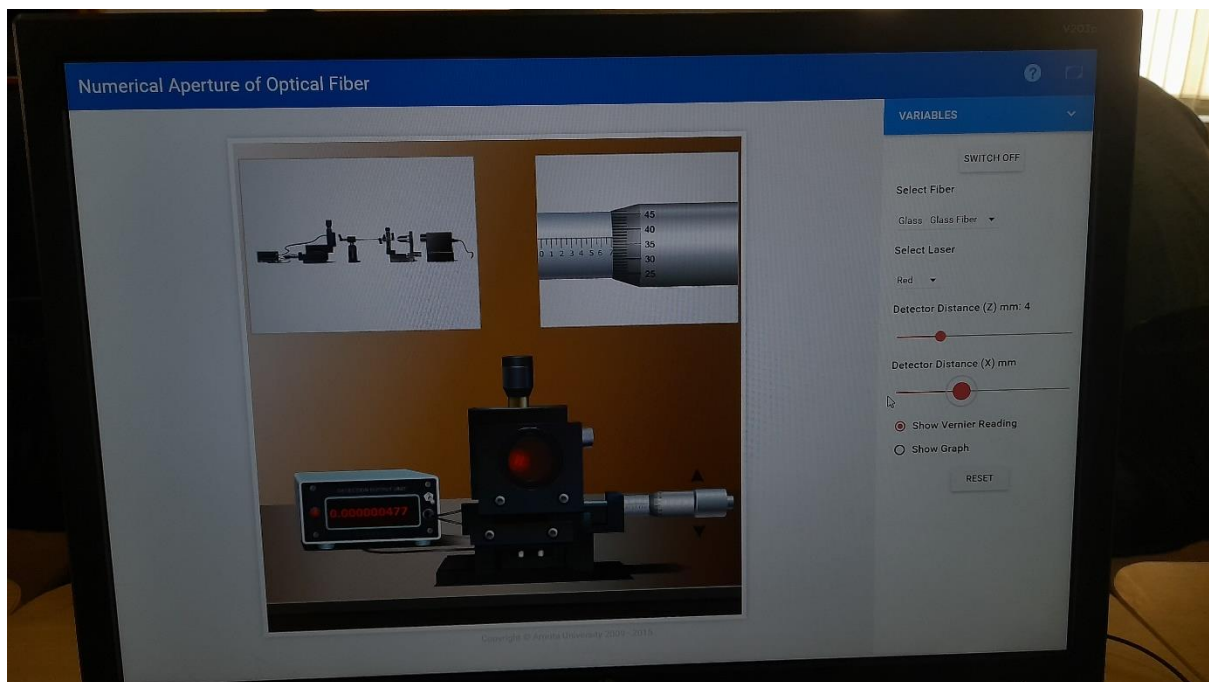 V203p
Numerical Aperture of Optical Fiber
?
VARIABLES
SWITCH OFF
Select Fiber
Glass - Glass Fiber
Select Laser
Red
Detector Distance (Z) mm: 4
Detector Distance (X) mm
Show Vernier Reading
Show Graph
RESET
45
40
35
30
25
0 1 2 3 4 5 6 7
0.000000477